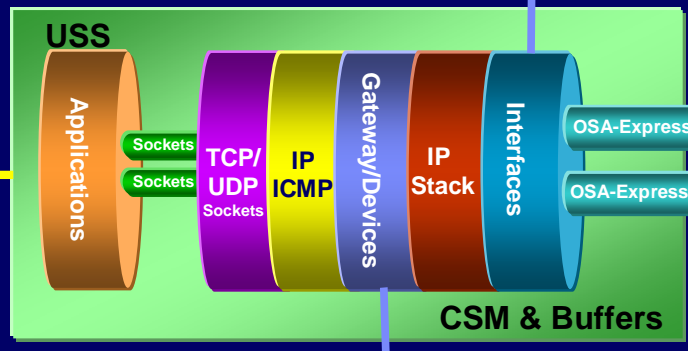 USS
Applications
Sockets
Sockets
TCP/
UDP
Sockets
IP
ICMP
Gateway/Devices
IP
Stack
Interfaces
OSA-Express
OSA-Express
CSM & Buffers